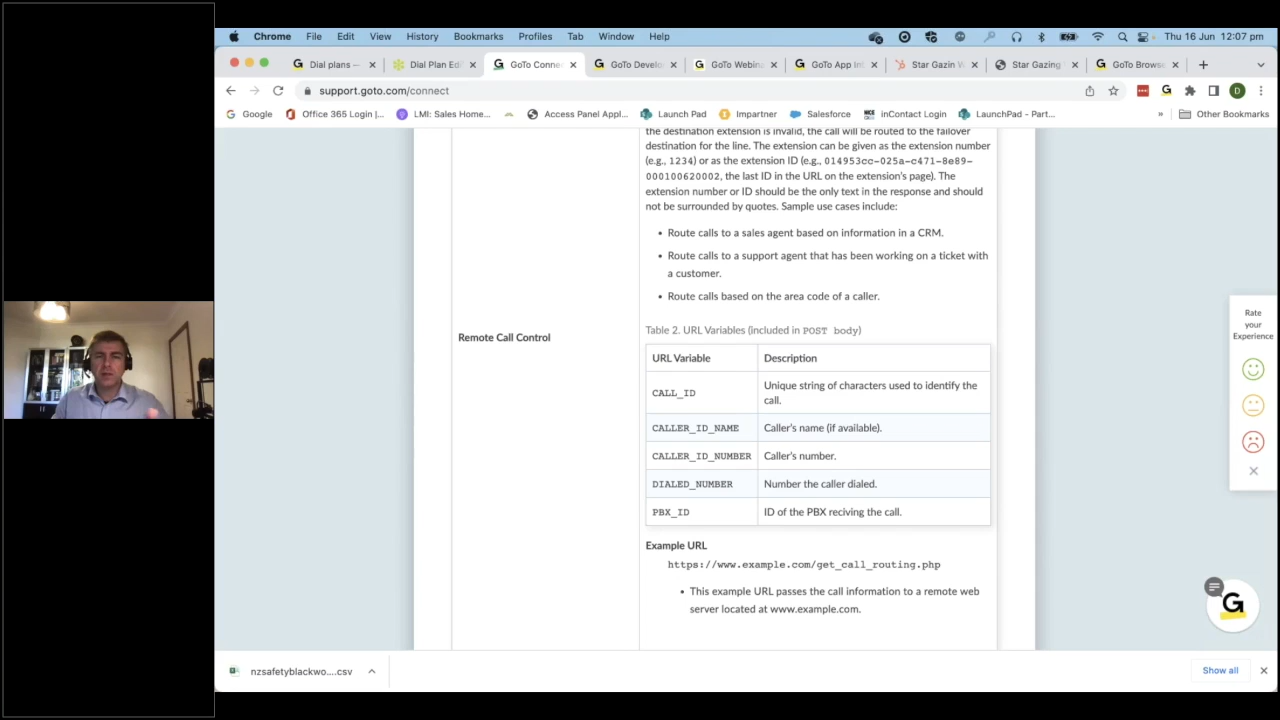 Chrome File Edit View History Bookmarks Profiles Tab Window Help Thu 16 Jun 12:07 pm
Dial plans — Dial Plan Edi GoTo Conne GoTo Develo GoTo Webina GoTo App In Star Gazin W Star Gazing GoTo Browse
support.goto.com/connect D
Google Office 365 Login |... LMI: Sales Home... Access Panel Appl... Launch Pad Impartner Salesforce NICE inContact Login LaunchPad - Part... » Other Bookmarks
the destination extension is invalid, the call will be routed to the failover
destination for the line. The extension can be given as the extension number
(e.g., 1234) or as the extension ID (e.g., 014953cc-025a-c471-8e89-
000100620002, the last ID in the URL on the extension's page). The
extension number or ID should be the only text in the response and should
not be surrounded by quotes. Sample use cases include:
• Route calls to a sales agent based on information in a CRM.
• Route calls to a support agent that has been working on a ticket with
a customer.
• Route calls based on the area code of a caller.
Remote Call Control
Table 2. URL Variables (included in POST body)
URL Variable Description
CALL_ID Unique string of characters used to identify the
call.
CALLER_ID_NAME Caller's name (if available).
CALLER_ID_NUMBER Caller's number.
DIALED_NUMBER Number the caller dialed.
PBX_ID ID of the PBX reciving the call.
Example URL
https://www.example.com/get_call_routing.php
• This example URL passes the call information to a remote web
server located at www.example.com.
Rate
your
Experience
G
nzsafetyblackwo....csv Show all